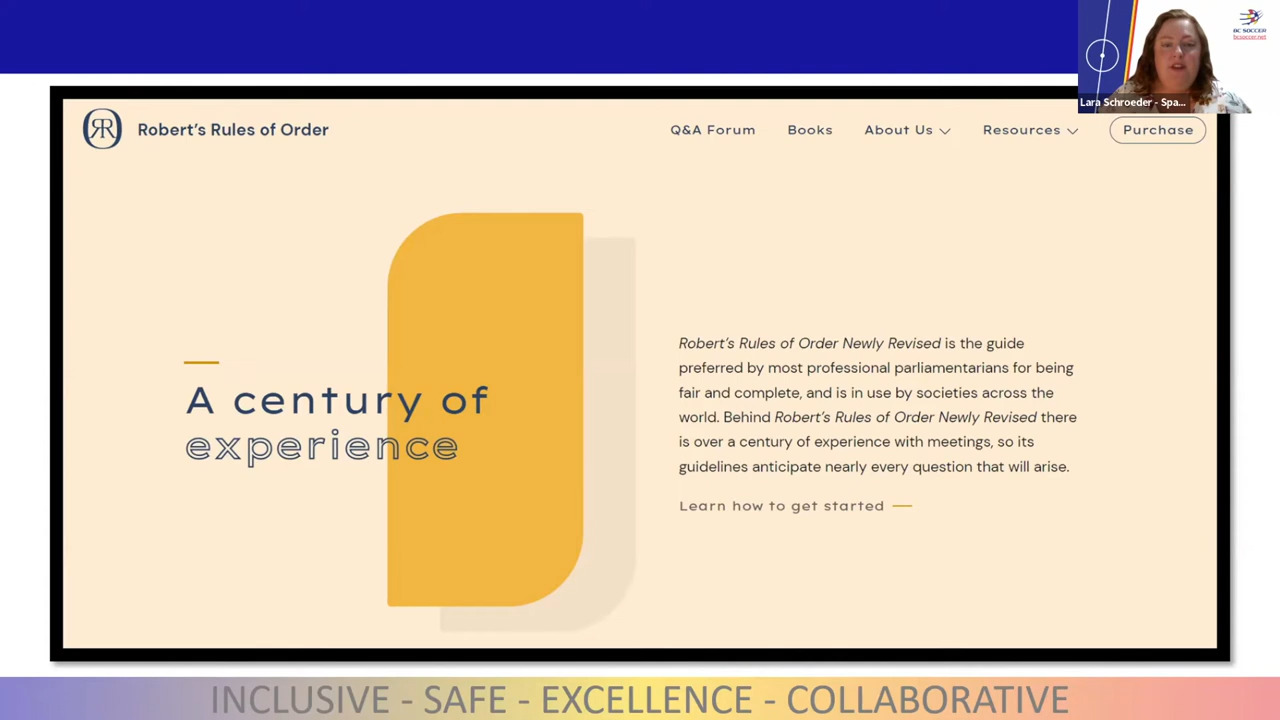 BC SOCCER
bcsoccer.net
Lara Schroeder - Spa...
Robert's Rules of Order
Q&A Forum
Books
About Us
Resources
Purchase
A century of
experience
Robert's Rules of Order Newly Revised is the guide
preferred by most professional parliamentarians for being
fair and complete, and is in use by societies across the
world. Behind Robert's Rules of Order Newly Revised there
is over a century of experience with meetings, so its
guidelines anticipate nearly every question that will arise.
Learn how to get started
INCLUSIVE - SAFE - EXCELLENCE - COLLABORATIVE